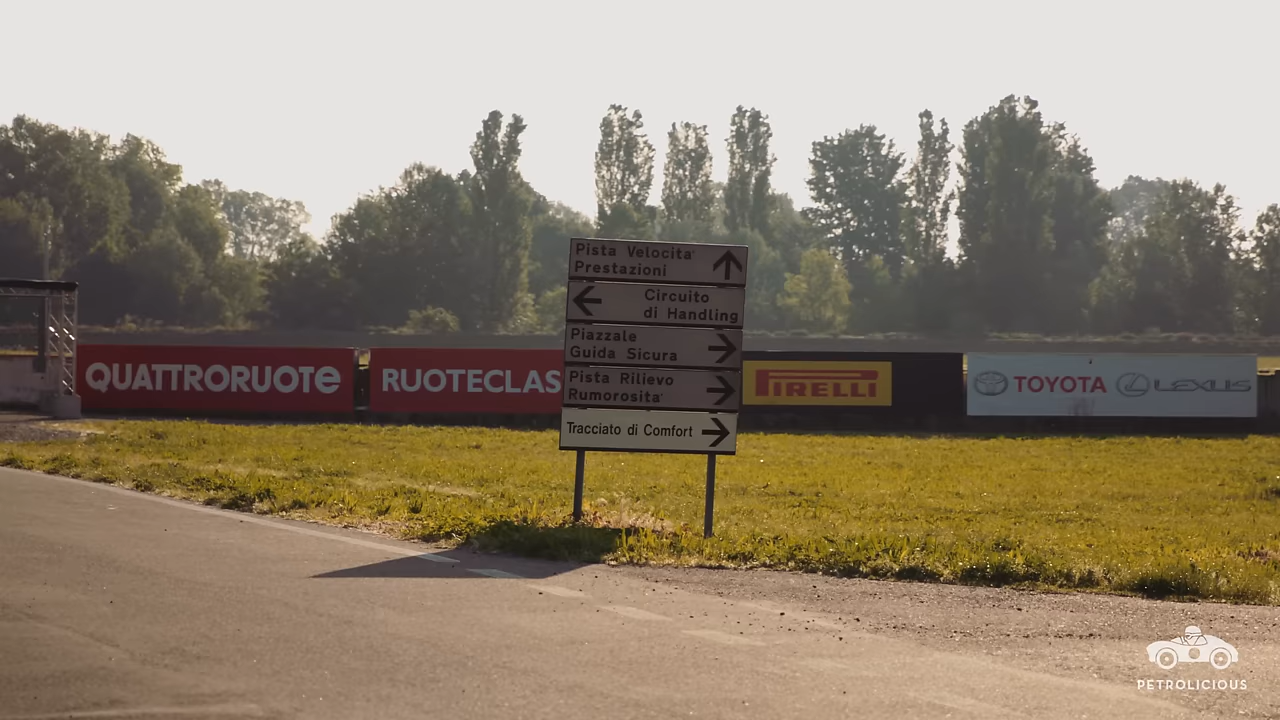 Pista Velocita'
Prestazioni
Circuito
di Handling
Piazzale
Guida Sicura
Pista Rilievo
Rumorosita'
Tracciato di Comfort
QUATTRORUOTE
RUOTECLAS
PIRELLI
TOYOTA
LEXUS
PETROLICIOUS